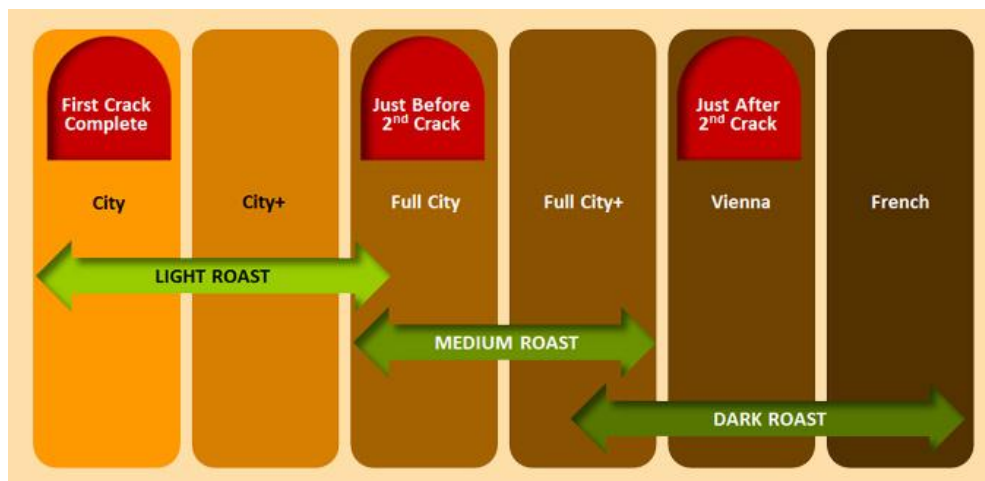 First Crack
Complete
Just Before
2nd Crack
Just After
2nd Crack
City
City+
Full City
Full City+
Vienna
French
LIGHT ROAST
MEDIUM ROAST
DARK ROAST